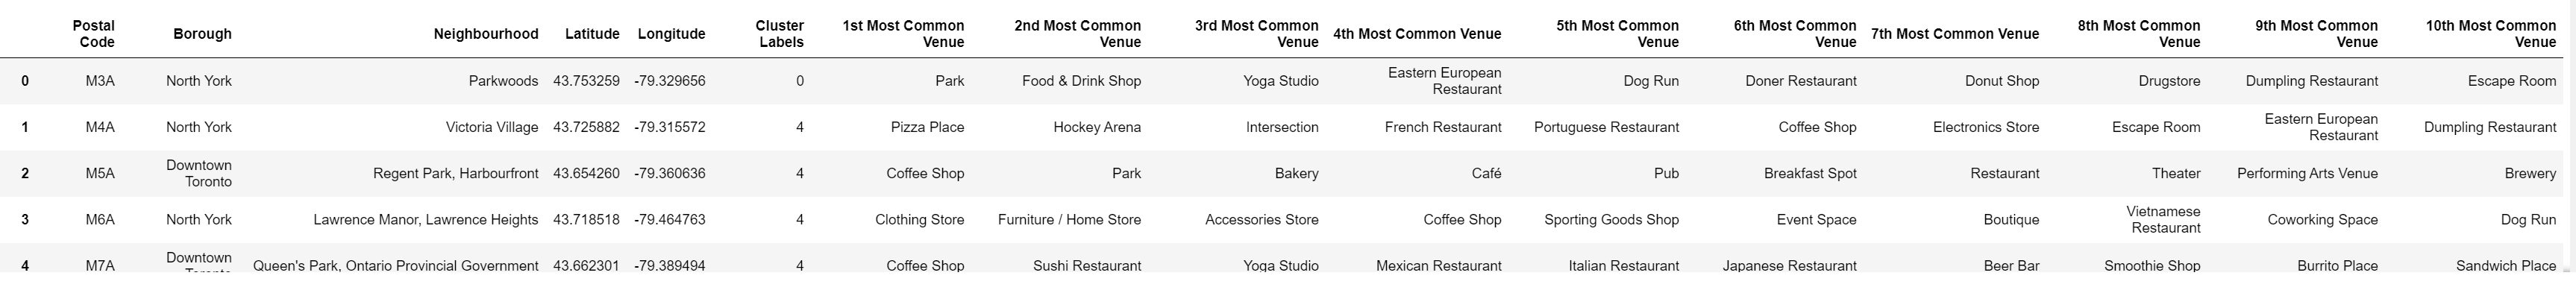 Postal Code Borough Neighbourhood Latitude Longitude Cluster Labels 1st Most Common Venue 2nd Most Common Venue 3rd Most Common Venue 4th Most Common Venue 5th Most Common Venue 6th Most Common Venue 7th Most Common Venue 8th Most Common Venue 9th Most Common Venue 10th Most Common Venue
0 M3A North York Parkwoods 43.753259 -79.329656 0 Park Food & Drink Shop Yoga Studio Eastern European Restaurant Dog Run Doner Restaurant Donut Shop Drugstore Dumpling Restaurant Escape Room
1 M4A North York Victoria Village 43.725882 -79.315572 4 Pizza Place Hockey Arena Intersection French Restaurant Portuguese Restaurant Coffee Shop Electronics Store Escape Room Eastern European Restaurant Dumpling Restaurant
2 M5A Downtown Toronto Regent Park, Harbourfront 43.654260 -79.360636 4 Coffee Shop Park Bakery Café Pub Breakfast Spot Restaurant Theater Performing Arts Venue Brewery
3 M6A North York Lawrence Manor, Lawrence Heights 43.718518 -79.464763 4 Clothing Store Furniture / Home Store Accessories Store Coffee Shop Sporting Goods Shop Event Space Boutique Vietnamese Restaurant Coworking Space Dog Run
4 M7A Downtown Toronto Queen's Park, Ontario Provincial Government 43.662301 -79.389494 4 Coffee Shop Sushi Restaurant Yoga Studio Mexican Restaurant Italian Restaurant Japanese Restaurant Beer Bar Smoothie Shop Burrito Place Sandwich Place